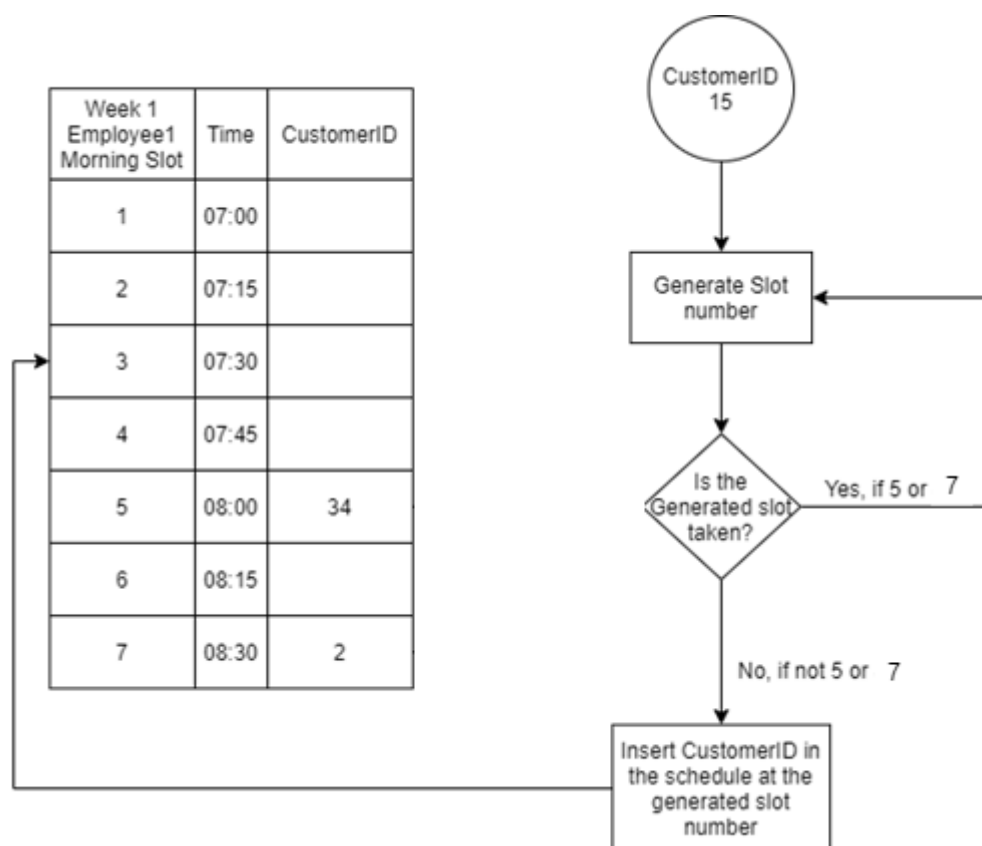 Week 1
Employee1
Morning Slot
Time
CustomerID
1
07:00
2
07:15
3
07:30
4
07:45
5
08:00
34
6
08:15
7
08:30
2
CustomerID
15
Generate Slot
number
Is the
Generated slot
taken?
Yes, if 5 or 7
No, if not 5 or 7
Insert CustomerID in
the schedule at the
generated slot
number